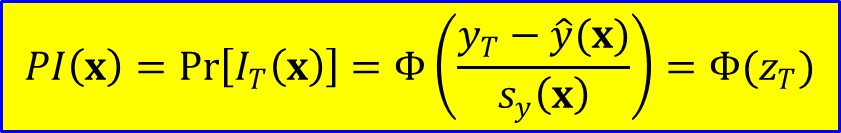 PI(𝐱) = Pr[I_T(𝐱)] = Φ((y_T − ŷ(𝐱))/(s_y(𝐱))) = Φ(z_T)